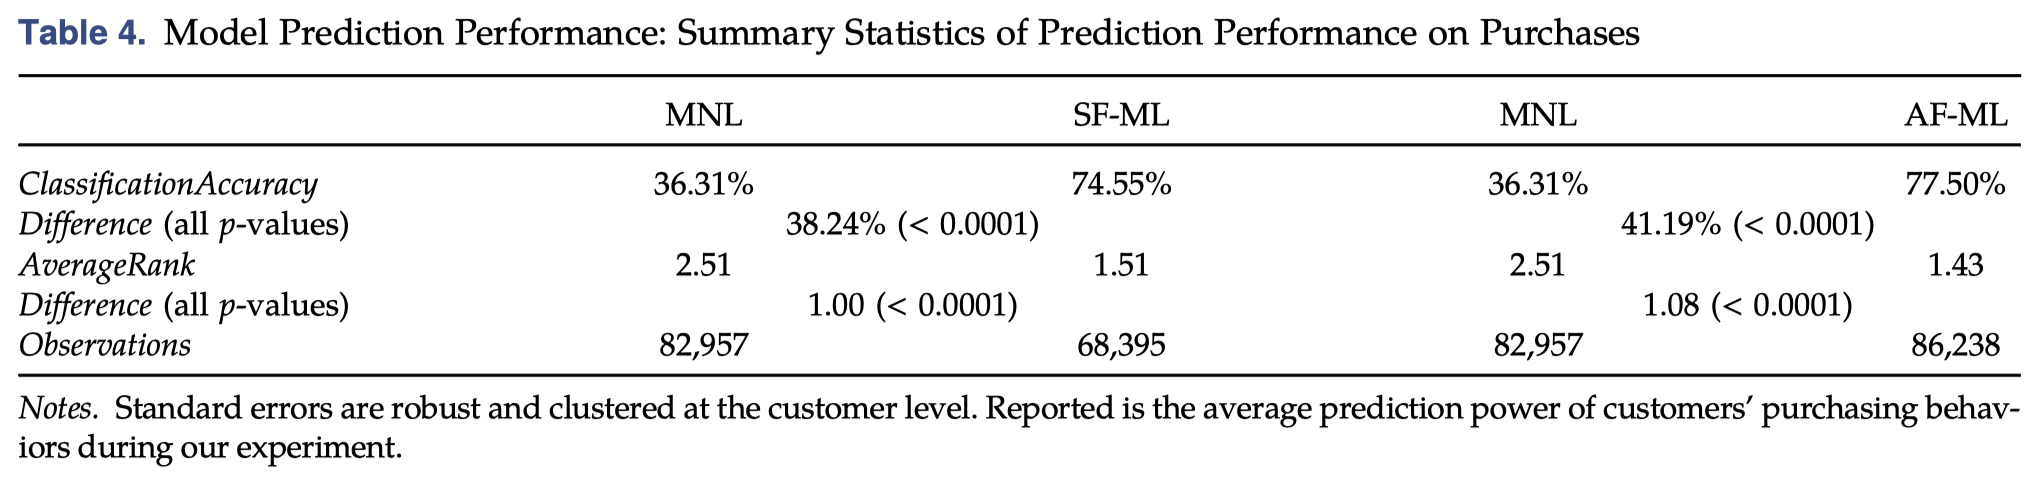 Table 4. Model Prediction Performance: Summary Statistics of Prediction Performance on Purchases
MNL SF-ML MNL AF-ML
ClassificationAccuracy 36.31% 74.55% 36.31% 77.50%
Difference (all p-values) 38.24% (< 0.0001) 41.19% (< 0.0001)
AverageRank 2.51 1.51 2.51 1.43
Difference (all p-values) 1.00 (< 0.0001) 1.08 (< 0.0001)
Observations 82,957 68,395 82,957 86,238
Notes. Standard errors are robust and clustered at the customer level. Reported is the average prediction power of customers’ purchasing behav-
iors during our experiment.